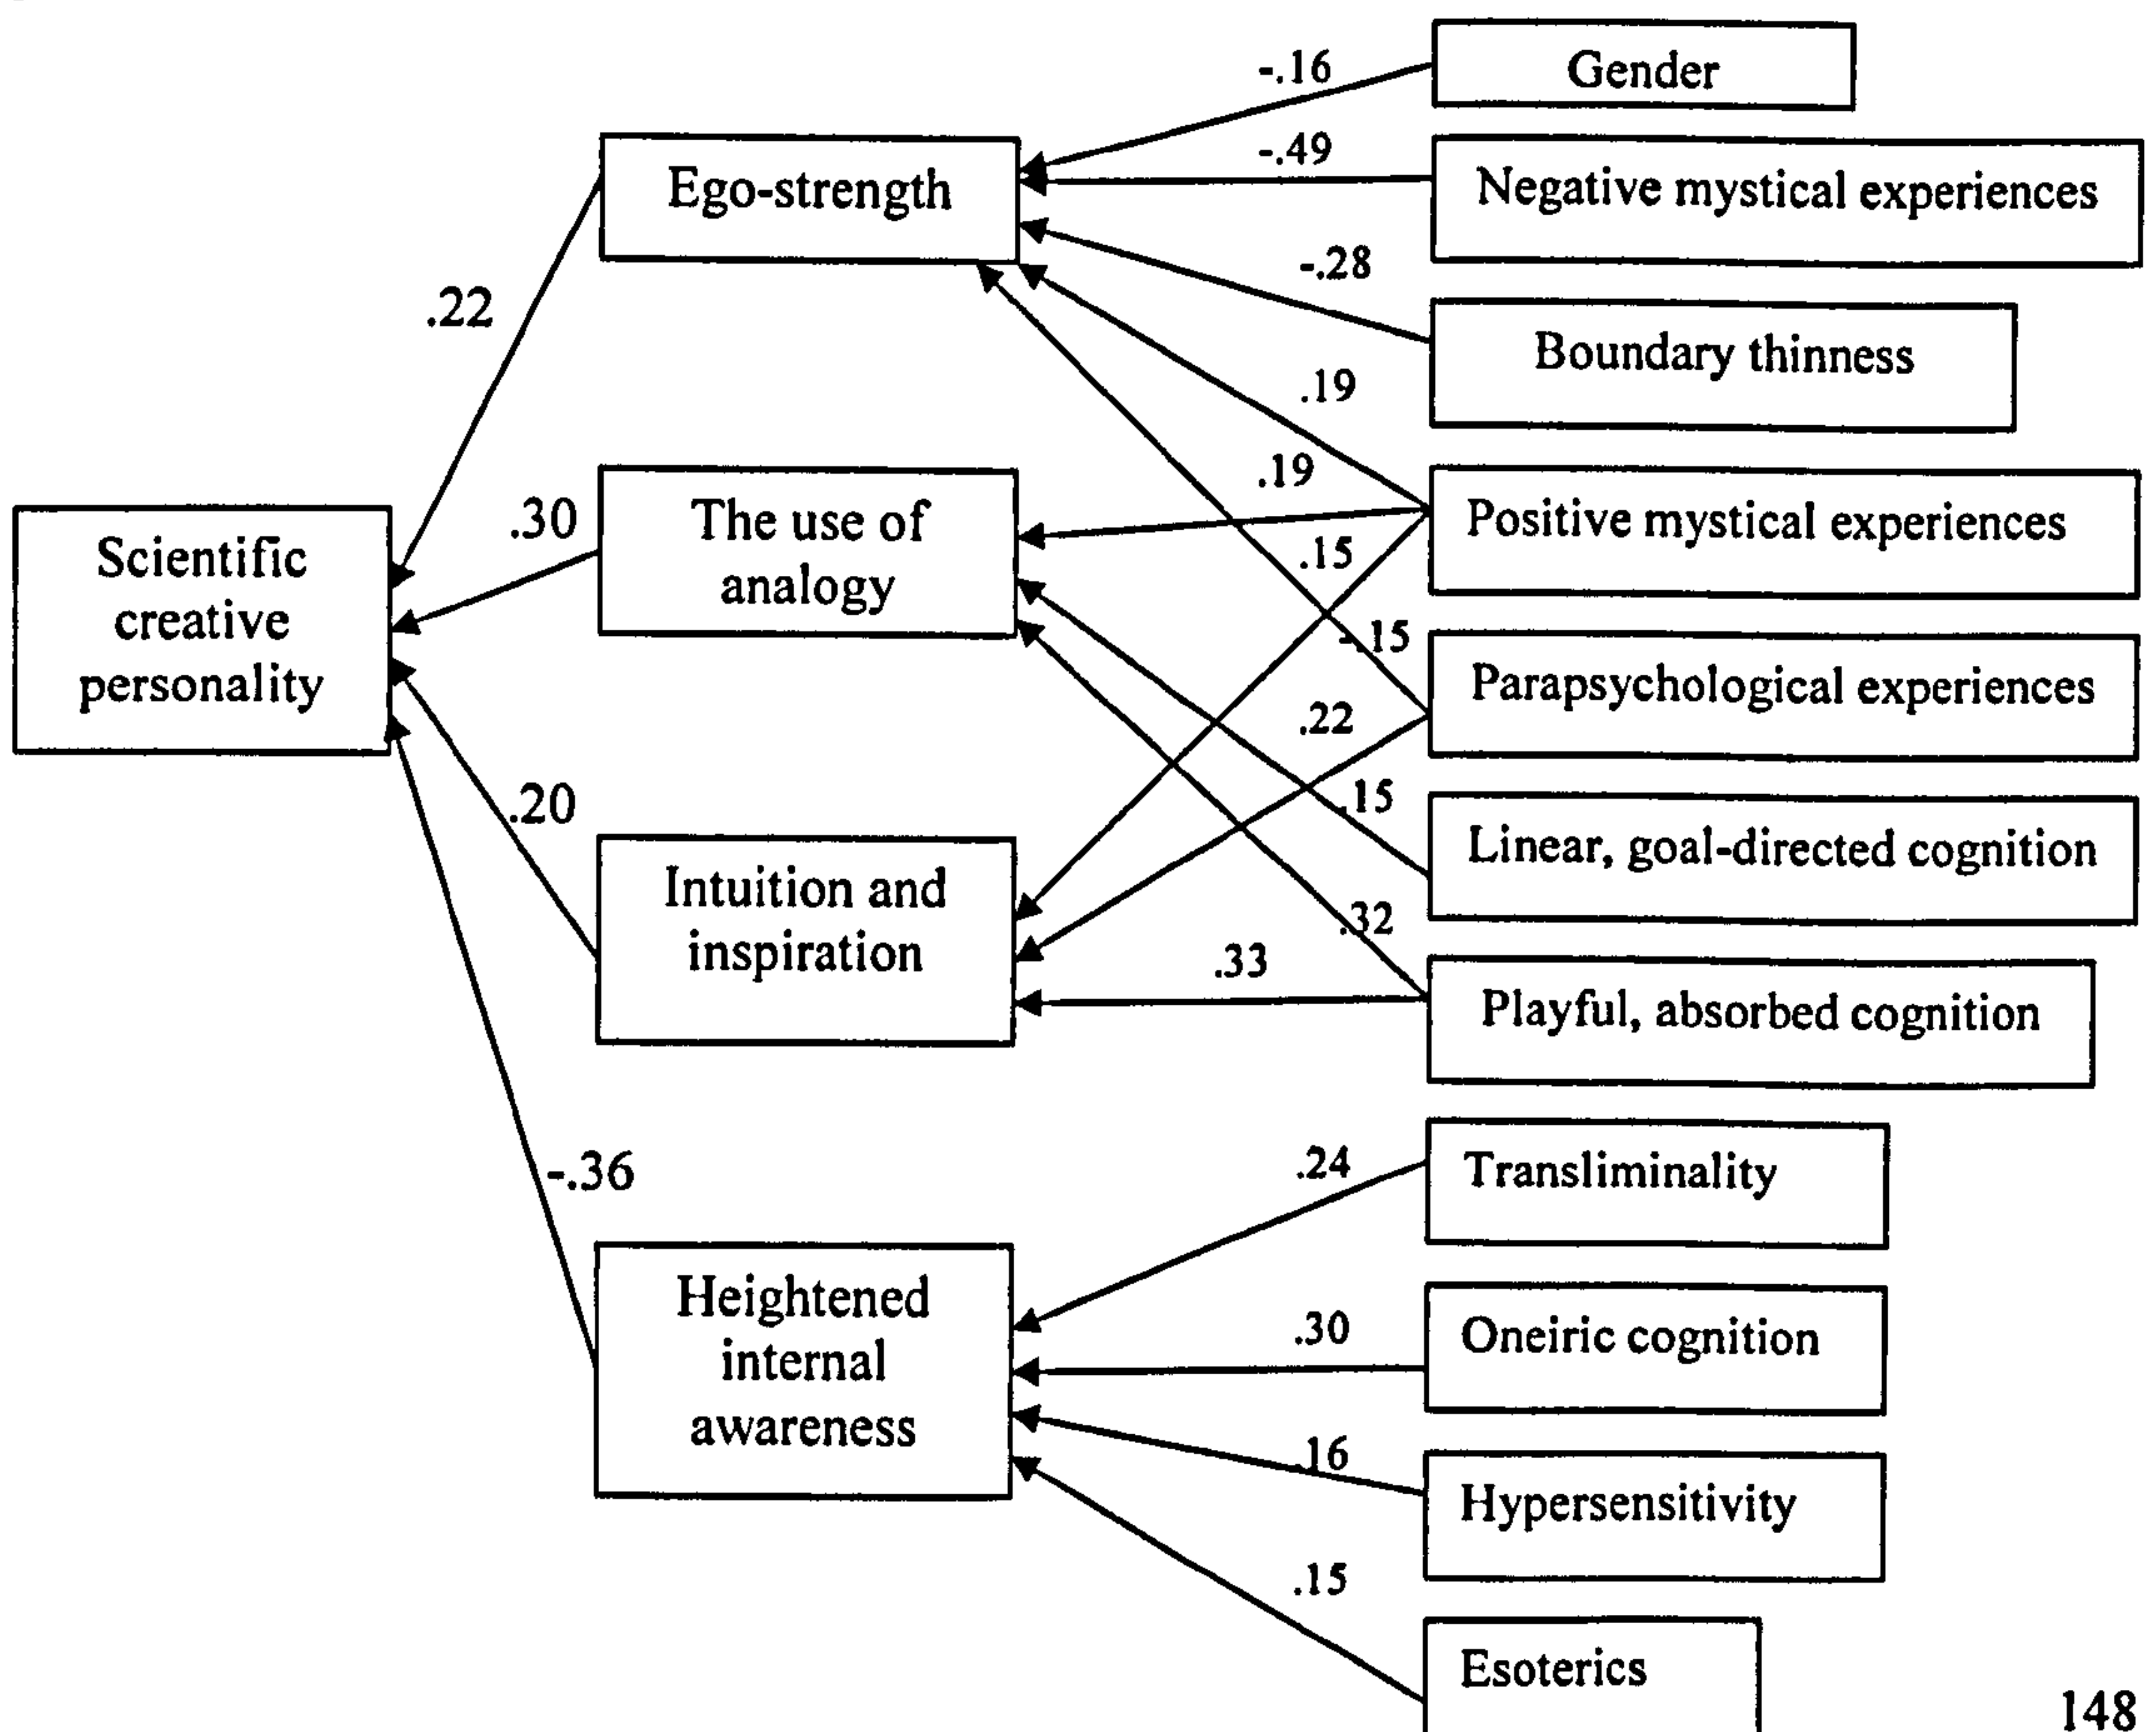 Gender
-.16
Ego-strength
-.49
Negative mystical experiences
-.28
Boundary thinness
.22
.19
.19
Positive mystical experiences
The use of
analogy
.30
.15
Scientific
creative
personality
-.15
Parapsychological experiences
.22
.15
Linear, goal-directed cognition
.20
Intuition and
inspiration
.32
.33
Playful, absorbed cognition
-.36
.24
Transliminality
Heightened
internal
awareness
.30
Oneiric cognition
.16
Hypersensitivity
.15
Esoterics
148